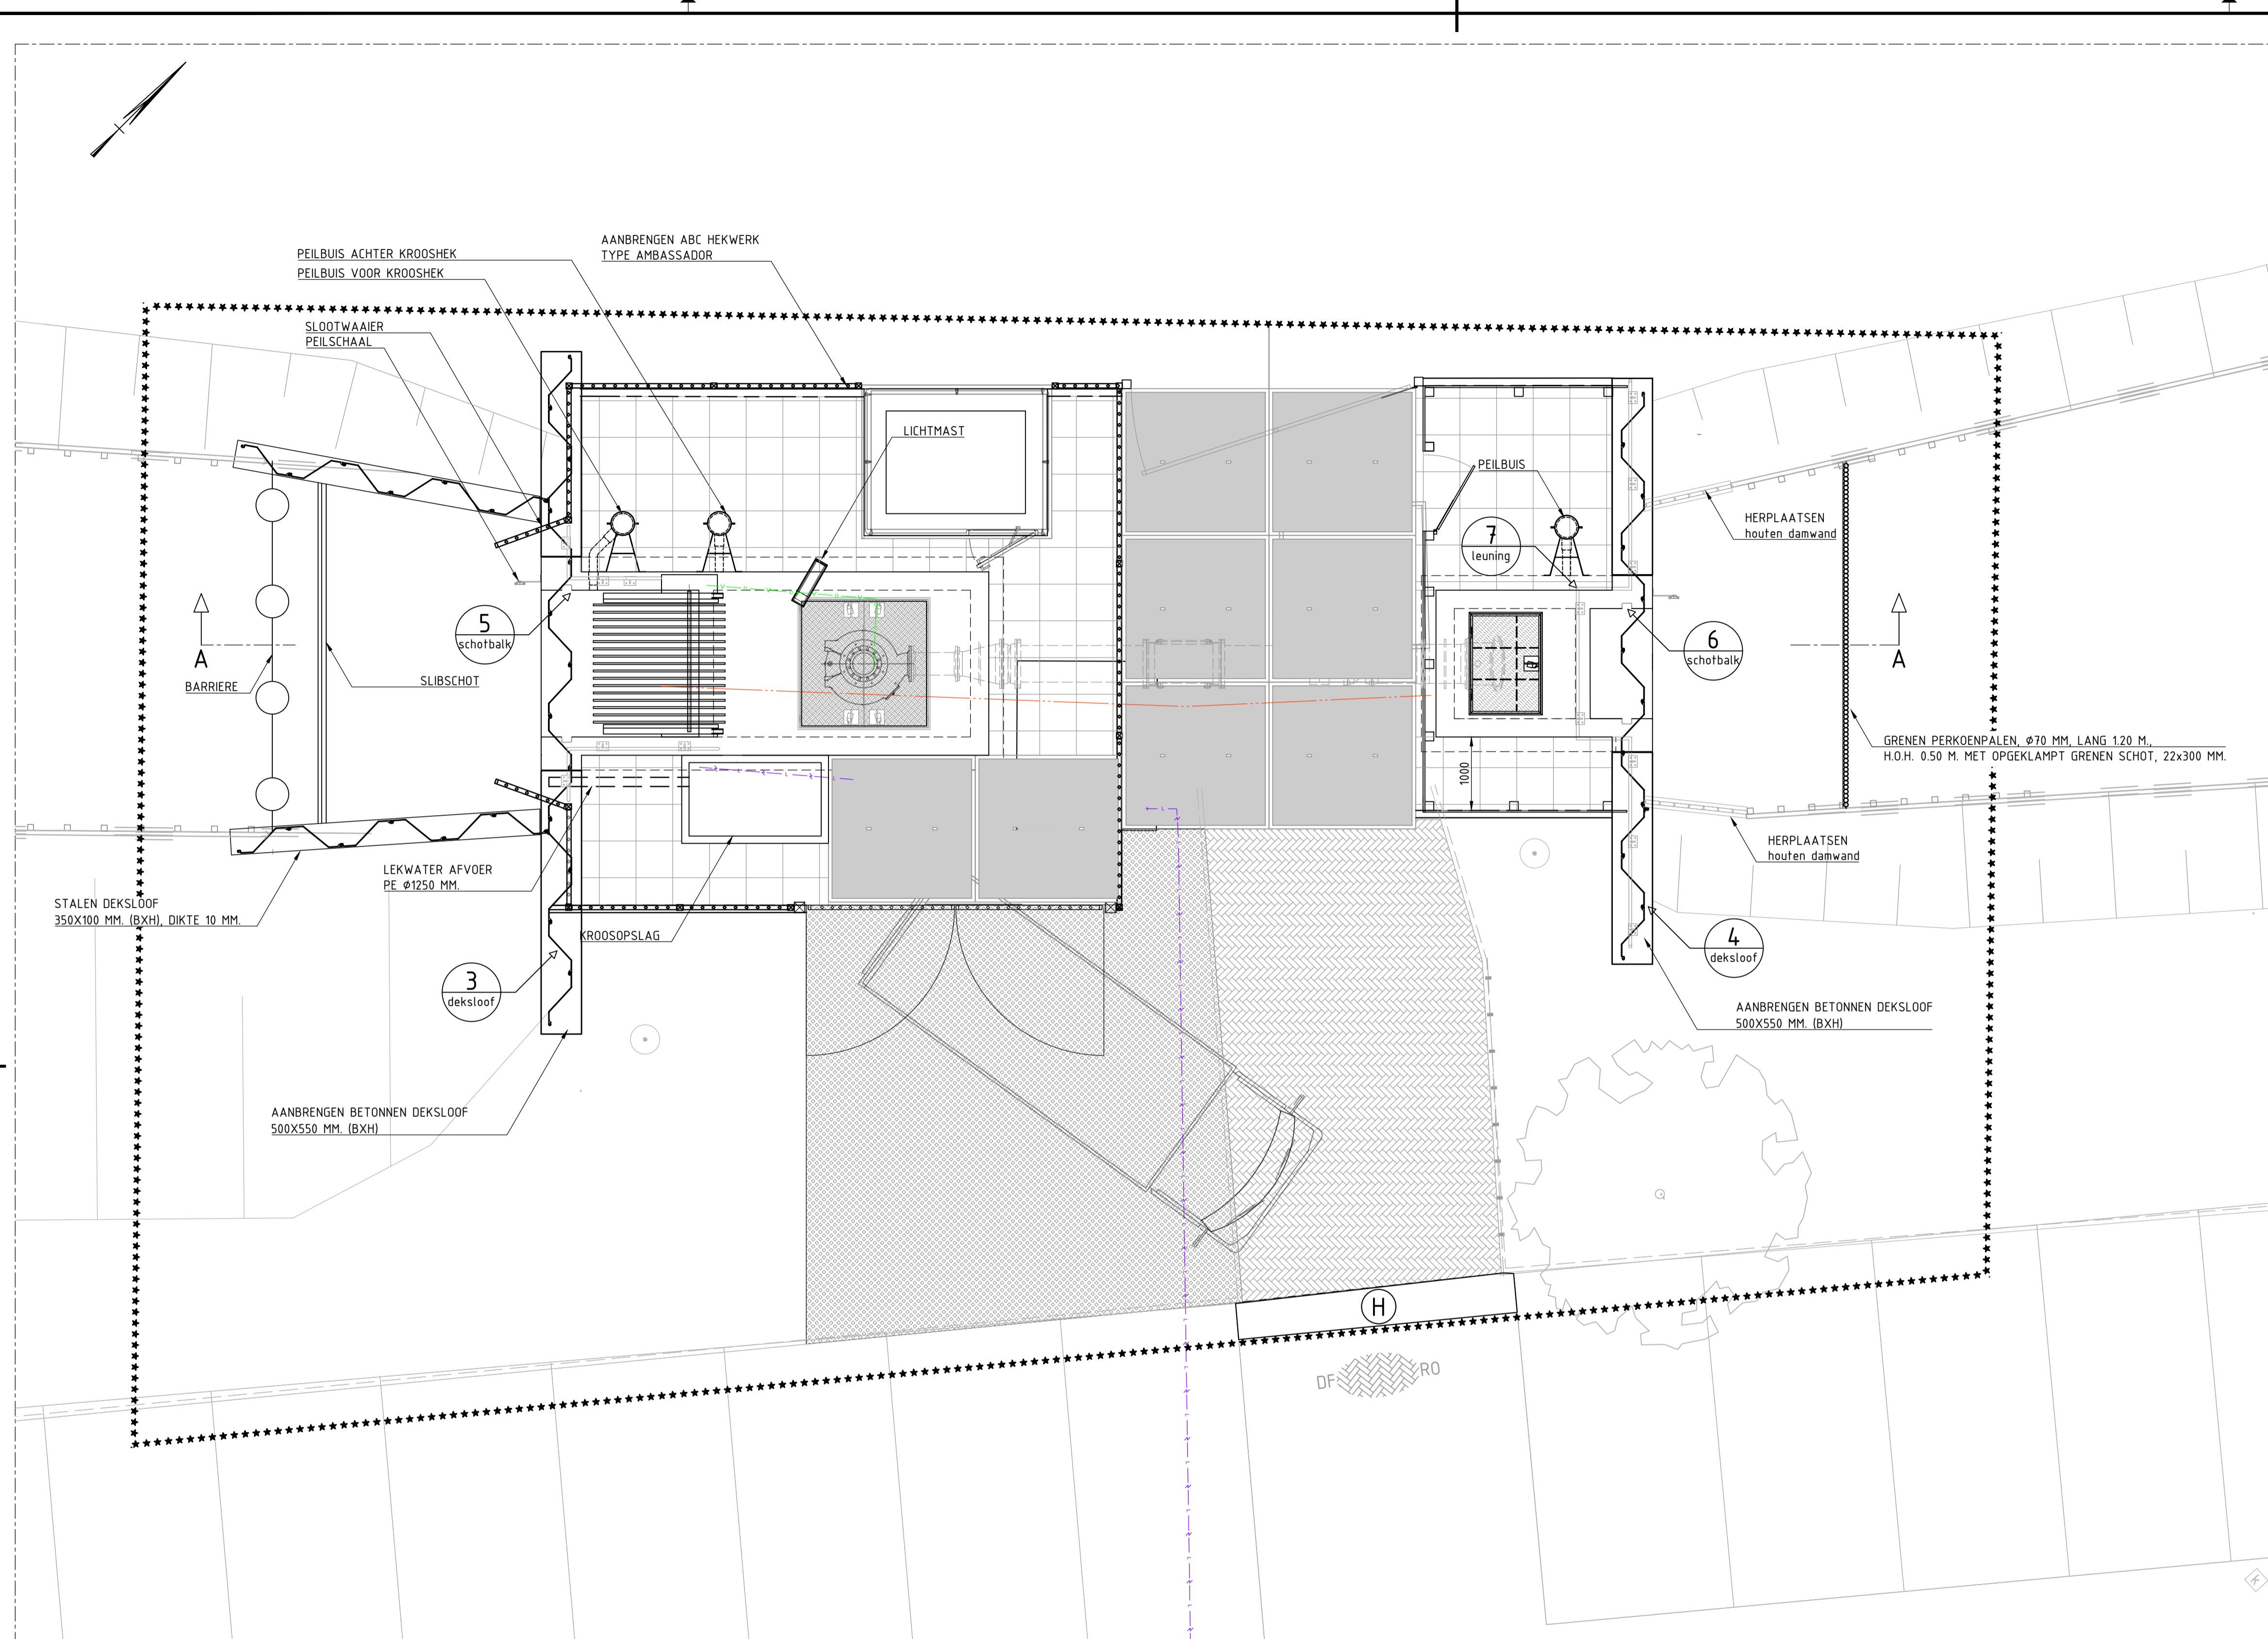 AANBRENGEN ABC HEKWERK
TYPE AMBASSADOR
PEILBUIS ACHTER KROOSHEK
PEILBUIS VOOR KROOSHEK
SLOOTWAAIER
PEILSCHAAL
LICHTMAST
PEILBUIS
HERPLAATSEN
houten damwand
7
leuning
5
schotbalk
6
schotbalk
A
A
BARRIERE
SLIBSCHOT
GRENEN PERKOENPALEN, Ø70 MM, LANG 1.20 M.,
H.O.H. 0.50 M. MET OPGEKLAMPT GRENEN SCHOT, 22x300 MM.
1000
HERPLAATSEN
houten damwand
LEKWATER AFVOER
PE Ø1250 MM.
STALEN DEKSLOOF
350X100 MM. (BXH), DIKTE 10 MM.
KROOSOPSLAG
4
deksloof
3
deksloof
AANBRENGEN BETONNEN DEKSLOOF
500X550 MM. (BXH)
AANBRENGEN BETONNEN DEKSLOOF
500X550 MM. (BXH)
H
DF RO
K